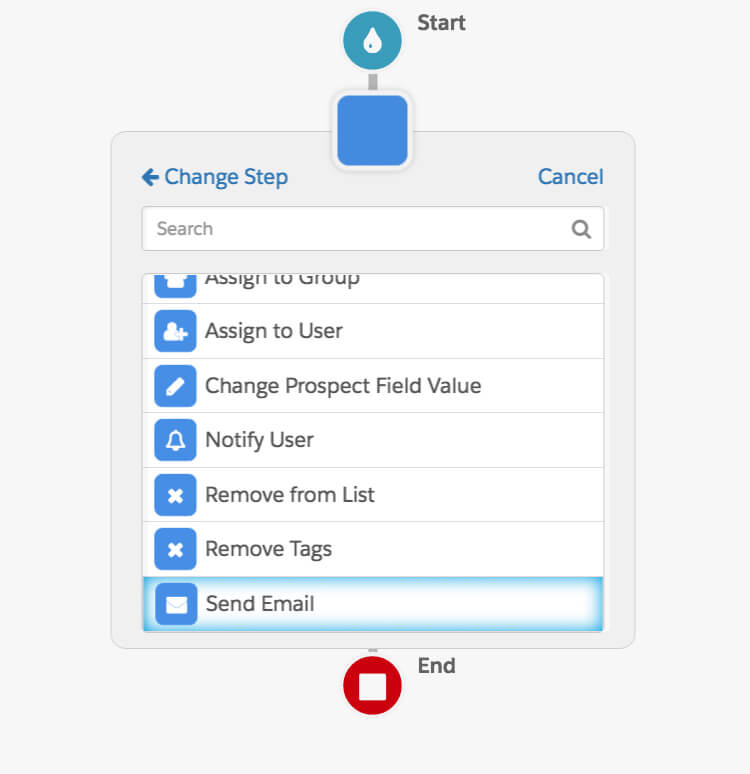 Start
Change Step
Cancel
Search
Assign to Group
Assign to User
Change Prospect Field Value
Notify User
Remove from List
Remove Tags
Send Email
End